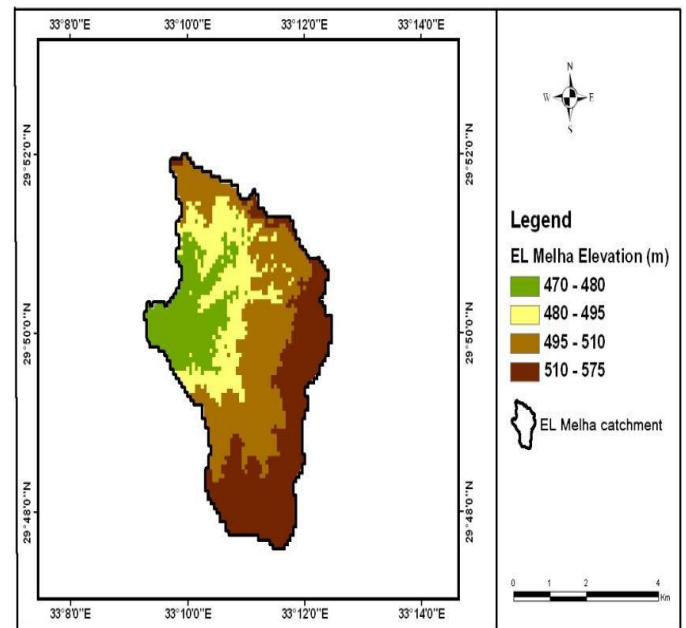 33°8'0"E 33°10'0"E 33°12'0"E 33°14'0"E
29°52'0"N 29°52'0"N
29°50'0"N 29°50'0"N
29°48'0"N 29°48'0"N
33°8'0"E 33°10'0"E 33°12'0"E 33°14'0"E
N
W E
S
Legend
EL Melha Elevation (m)
470 - 480
480 - 495
495 - 510
510 - 575
EL Melha catchment
0 1 2 4
Km